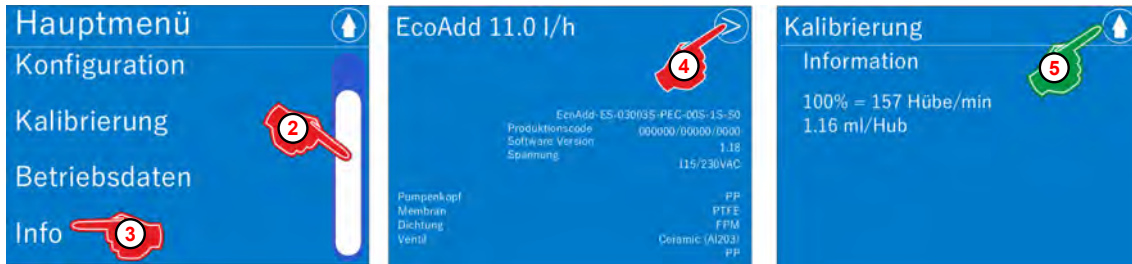 Hauptmenü
Konfiguration
Kalibrierung
2
Betriebsdaten
Info
3
EcoAdd 11.0 l/h
4
EcoAdd-ES-03003S-PEC-00S-1S-S0
Produktionscode 000000/00000/0000
Software Version 1.18
Spannung 115/230VAC
Pumpenkopf PP
Membran PTFE
Dichtung FPM
Ventil Ceramic (Al203)
PP
Kalibrierung
Information
5
100% = 157 Hübe/min
1.16 ml/Hub